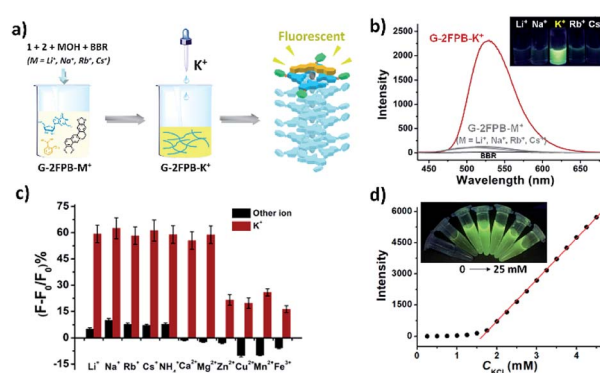 a)
1 + 2 + MOH + BBR
(M = Li⁺, Na⁺, Rb⁺, Cs⁺)
K⁺
G-2FPB-M⁺
G-2FPB-K⁺
Fluorescent
b)
G-2FPB-K⁺
Li⁺ Na⁺ K⁺ Rb⁺ Cs⁺
G-2FPB-M⁺
(M = Li⁺, Na⁺, Rb⁺, Cs⁺)
BBR
Intensity
2500
2000
1500
1000
500
0
450 500 550 600 650
Wavelength (nm)
c)
Other ion
K⁺
(F-F₀/F₀)%
75
60
45
30
15
0
-15
Li⁺ Na⁺ Rb⁺ Cs⁺ NH₄⁺ Ca²⁺ Mg²⁺ Zn²⁺ Cu²⁺ Mn²⁺ Fe³⁺
d)
0 → 25 mM
Intensity
6000
4500
3000
1500
0
0 1 2 3 4
C_KCl (mM)